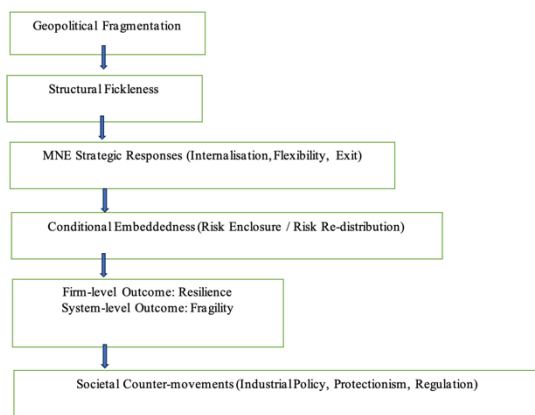 Geopolitical Fragmentation
Structural Fickleness
MNE Strategic Responses (Internalisation, Flexibility, Exit)
Conditional Embeddedness (Risk Enclosure / Risk Re-distribution)
Firm-level Outcome: Resilience
System-level Outcome: Fragility
Societal Counter-movements (Industrial Policy, Protectionism, Regulation)